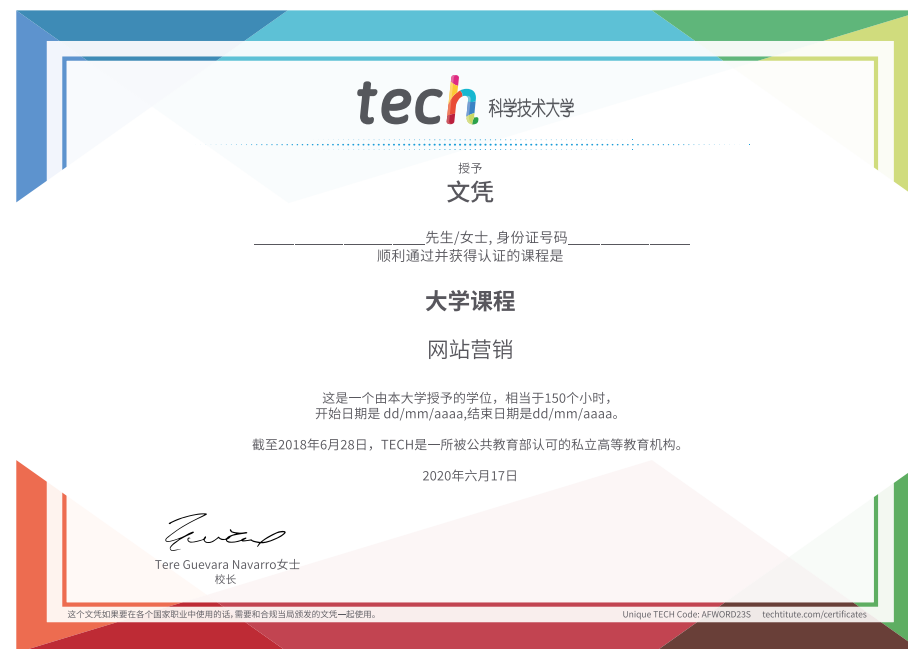 tech 科学技术大学
授予
文凭
先生/女士, 身份证号码
顺利通过并获得认证的课程是
大学课程
网站营销
这是一个由本大学授予的学位，相当于150个小时，
开始日期是 dd/mm/aaaa,结束日期是dd/mm/aaaa。
截至2018年6月28日，TECH是一所被公共教育部认可的私立高等教育机构。
2020年六月17日
Tere Guevara Navarro女士
校长
这个文凭如果要在各个国家职业中使用的话,需要和合规当局颁发的文凭一起使用。
Unique TECH Code: AFWORD23S techtitute.com/certificates